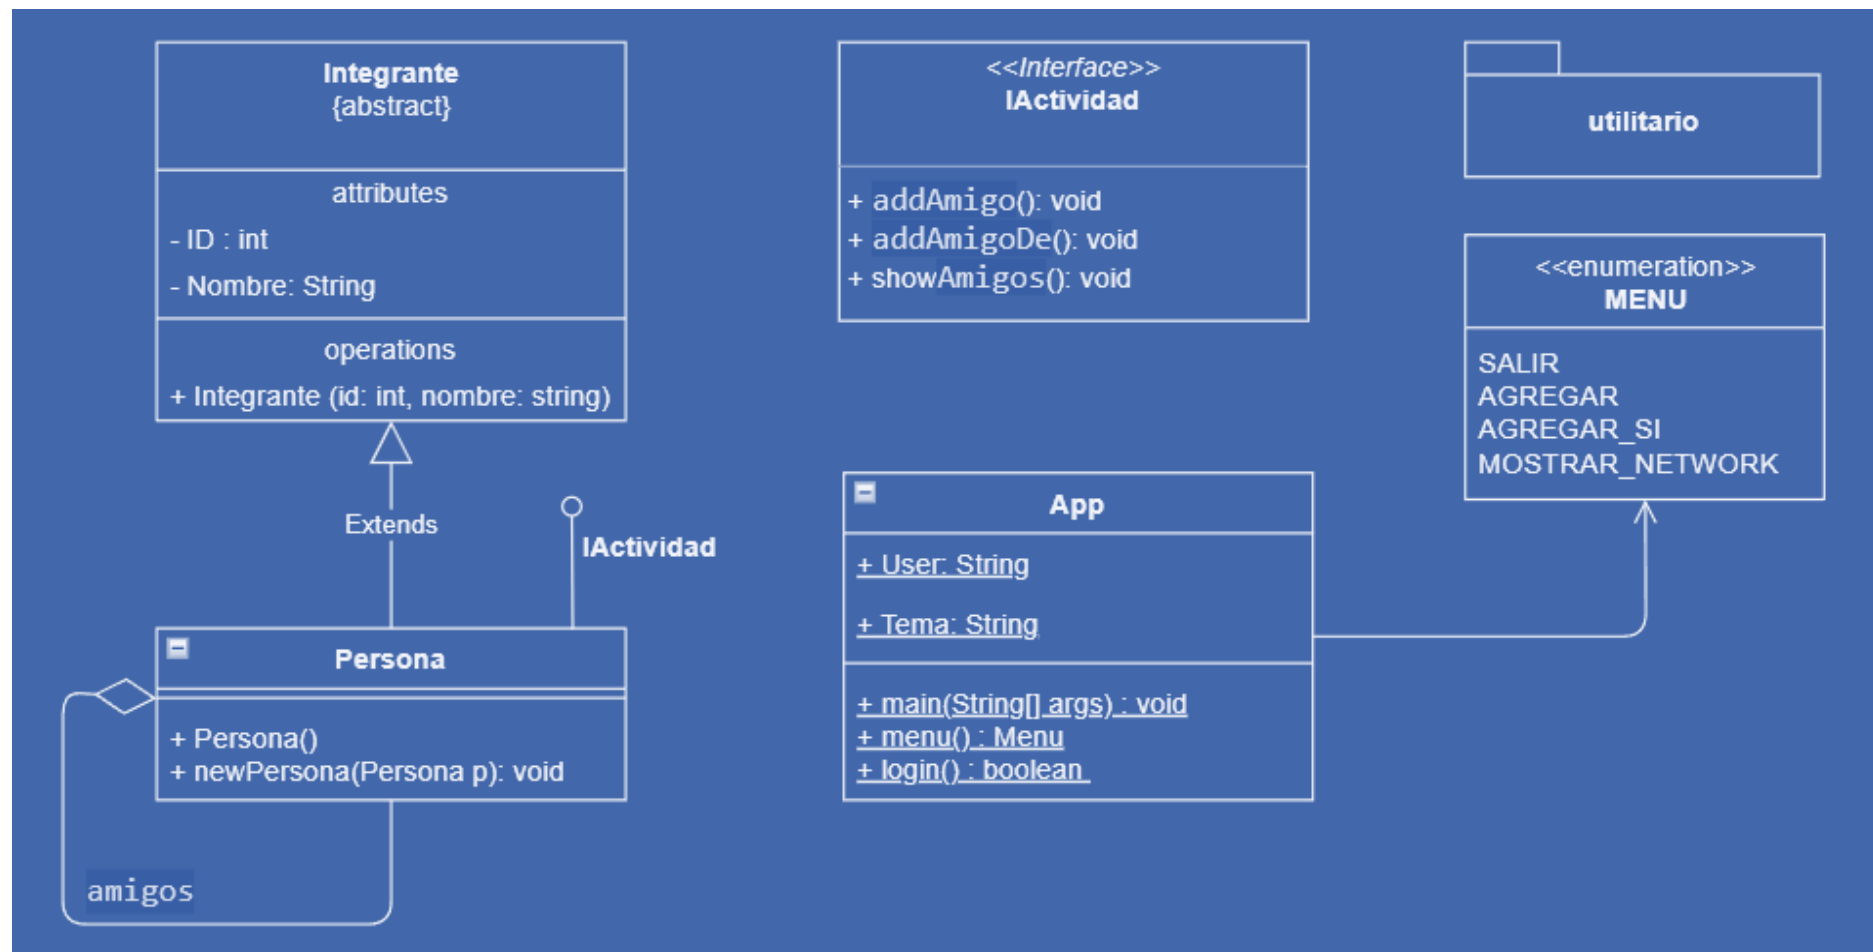 Integrante
{abstract}
attributes
- ID : int
- Nombre: String
operations
+ Integrante (id: int, nombre: string)
Extends
IActividad
Persona
+ Persona()
+ newPersona(Persona p): void
amigos
<<Interface>>
IActividad
+ addAmigo(): void
+ addAmigoDe(): void
+ showAmigos(): void
App
+ User: String
+ Tema: String
+ main(String[] args) : void
+ menu() : Menu
+ login() : boolean
utilitario
<<enumeration>>
MENU
SALIR
AGREGAR
AGREGAR_SI
MOSTRAR_NETWORK